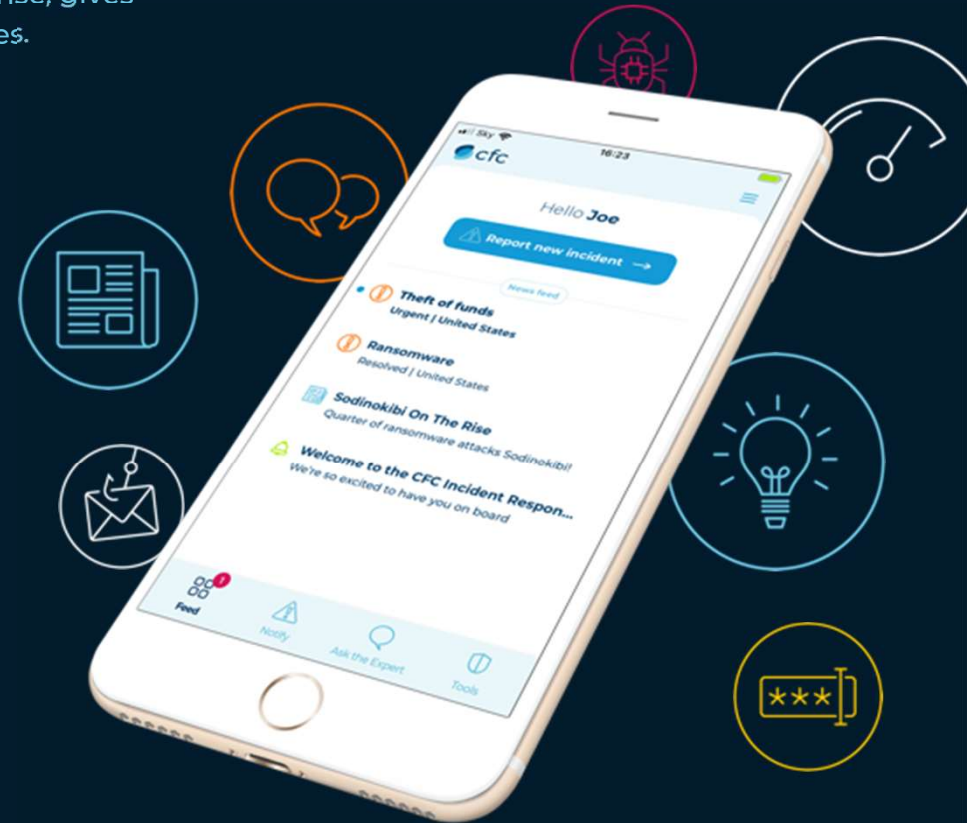 gives
es.
Sky
16:23
cfc
Hello Joe
Report new incident →
News feed
Theft of funds
Urgent | United States
Ransomware
Resolved | United States
Sodinokibi On The Rise
Quarter of ransomware attacks Sodinokibi!
Welcome to the CFC Incident Respon...
We're so excited to have you on board
1
Feed
Notify
Ask the Expert
Tools
***